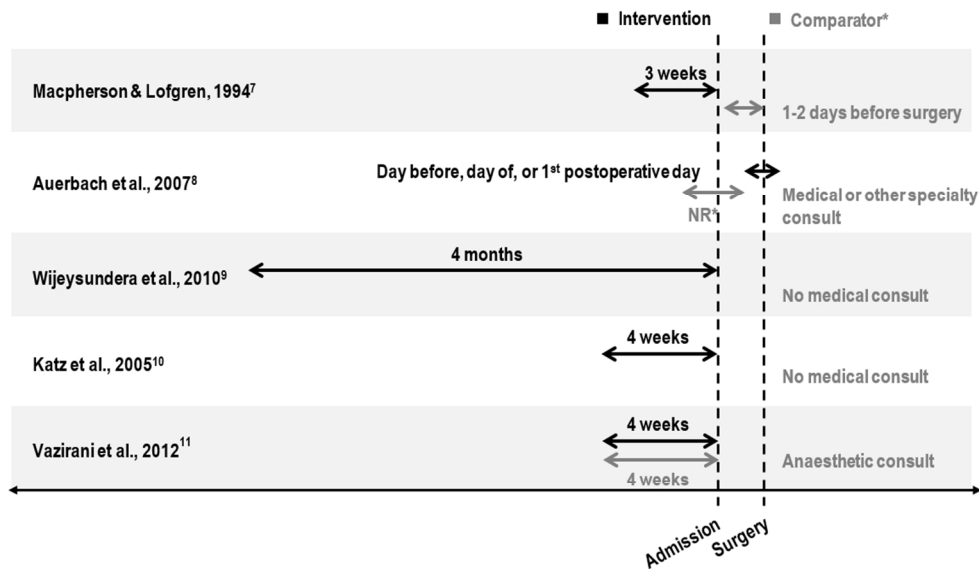 ■ Intervention
■ Comparator*
Macpherson & Lofgren, 1994⁷
3 weeks
1-2 days before surgery
Auerbach et al., 2007⁸
Day before, day of, or 1st postoperative day
NR*
Medical or other specialty
consult
Wijeysundera et al., 2010⁹
4 months
No medical consult
Katz et al., 2005¹⁰
4 weeks
No medical consult
Vazirani et al., 2012¹¹
4 weeks
4 weeks
Anaesthetic consult
Admission
Surgery